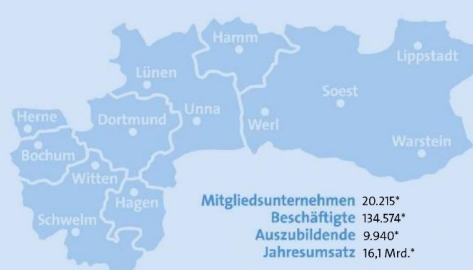 Hamm
Lippstadt
Lünen
Soest
Herne
Dortmund
Unna
Werl
Bochum
Warstein
Witten
Hagen
Schwelm
Mitgliedsunternehmen 20.215*
Beschäftigte 134.574*
Auszubildende 9.940*
Jahresumsatz 16,1 Mrd.*